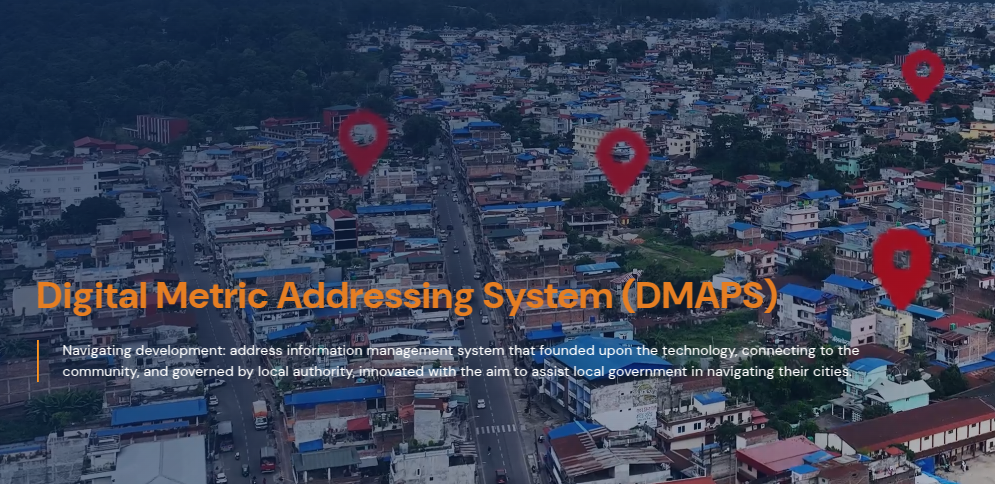 Digital Metric Addressing System (DMAPS)
Navigating development: address information management system that founded upon the technology, connecting to the
community, and governed by local authority, innovated with the aim to assist local government in navigating their cities.